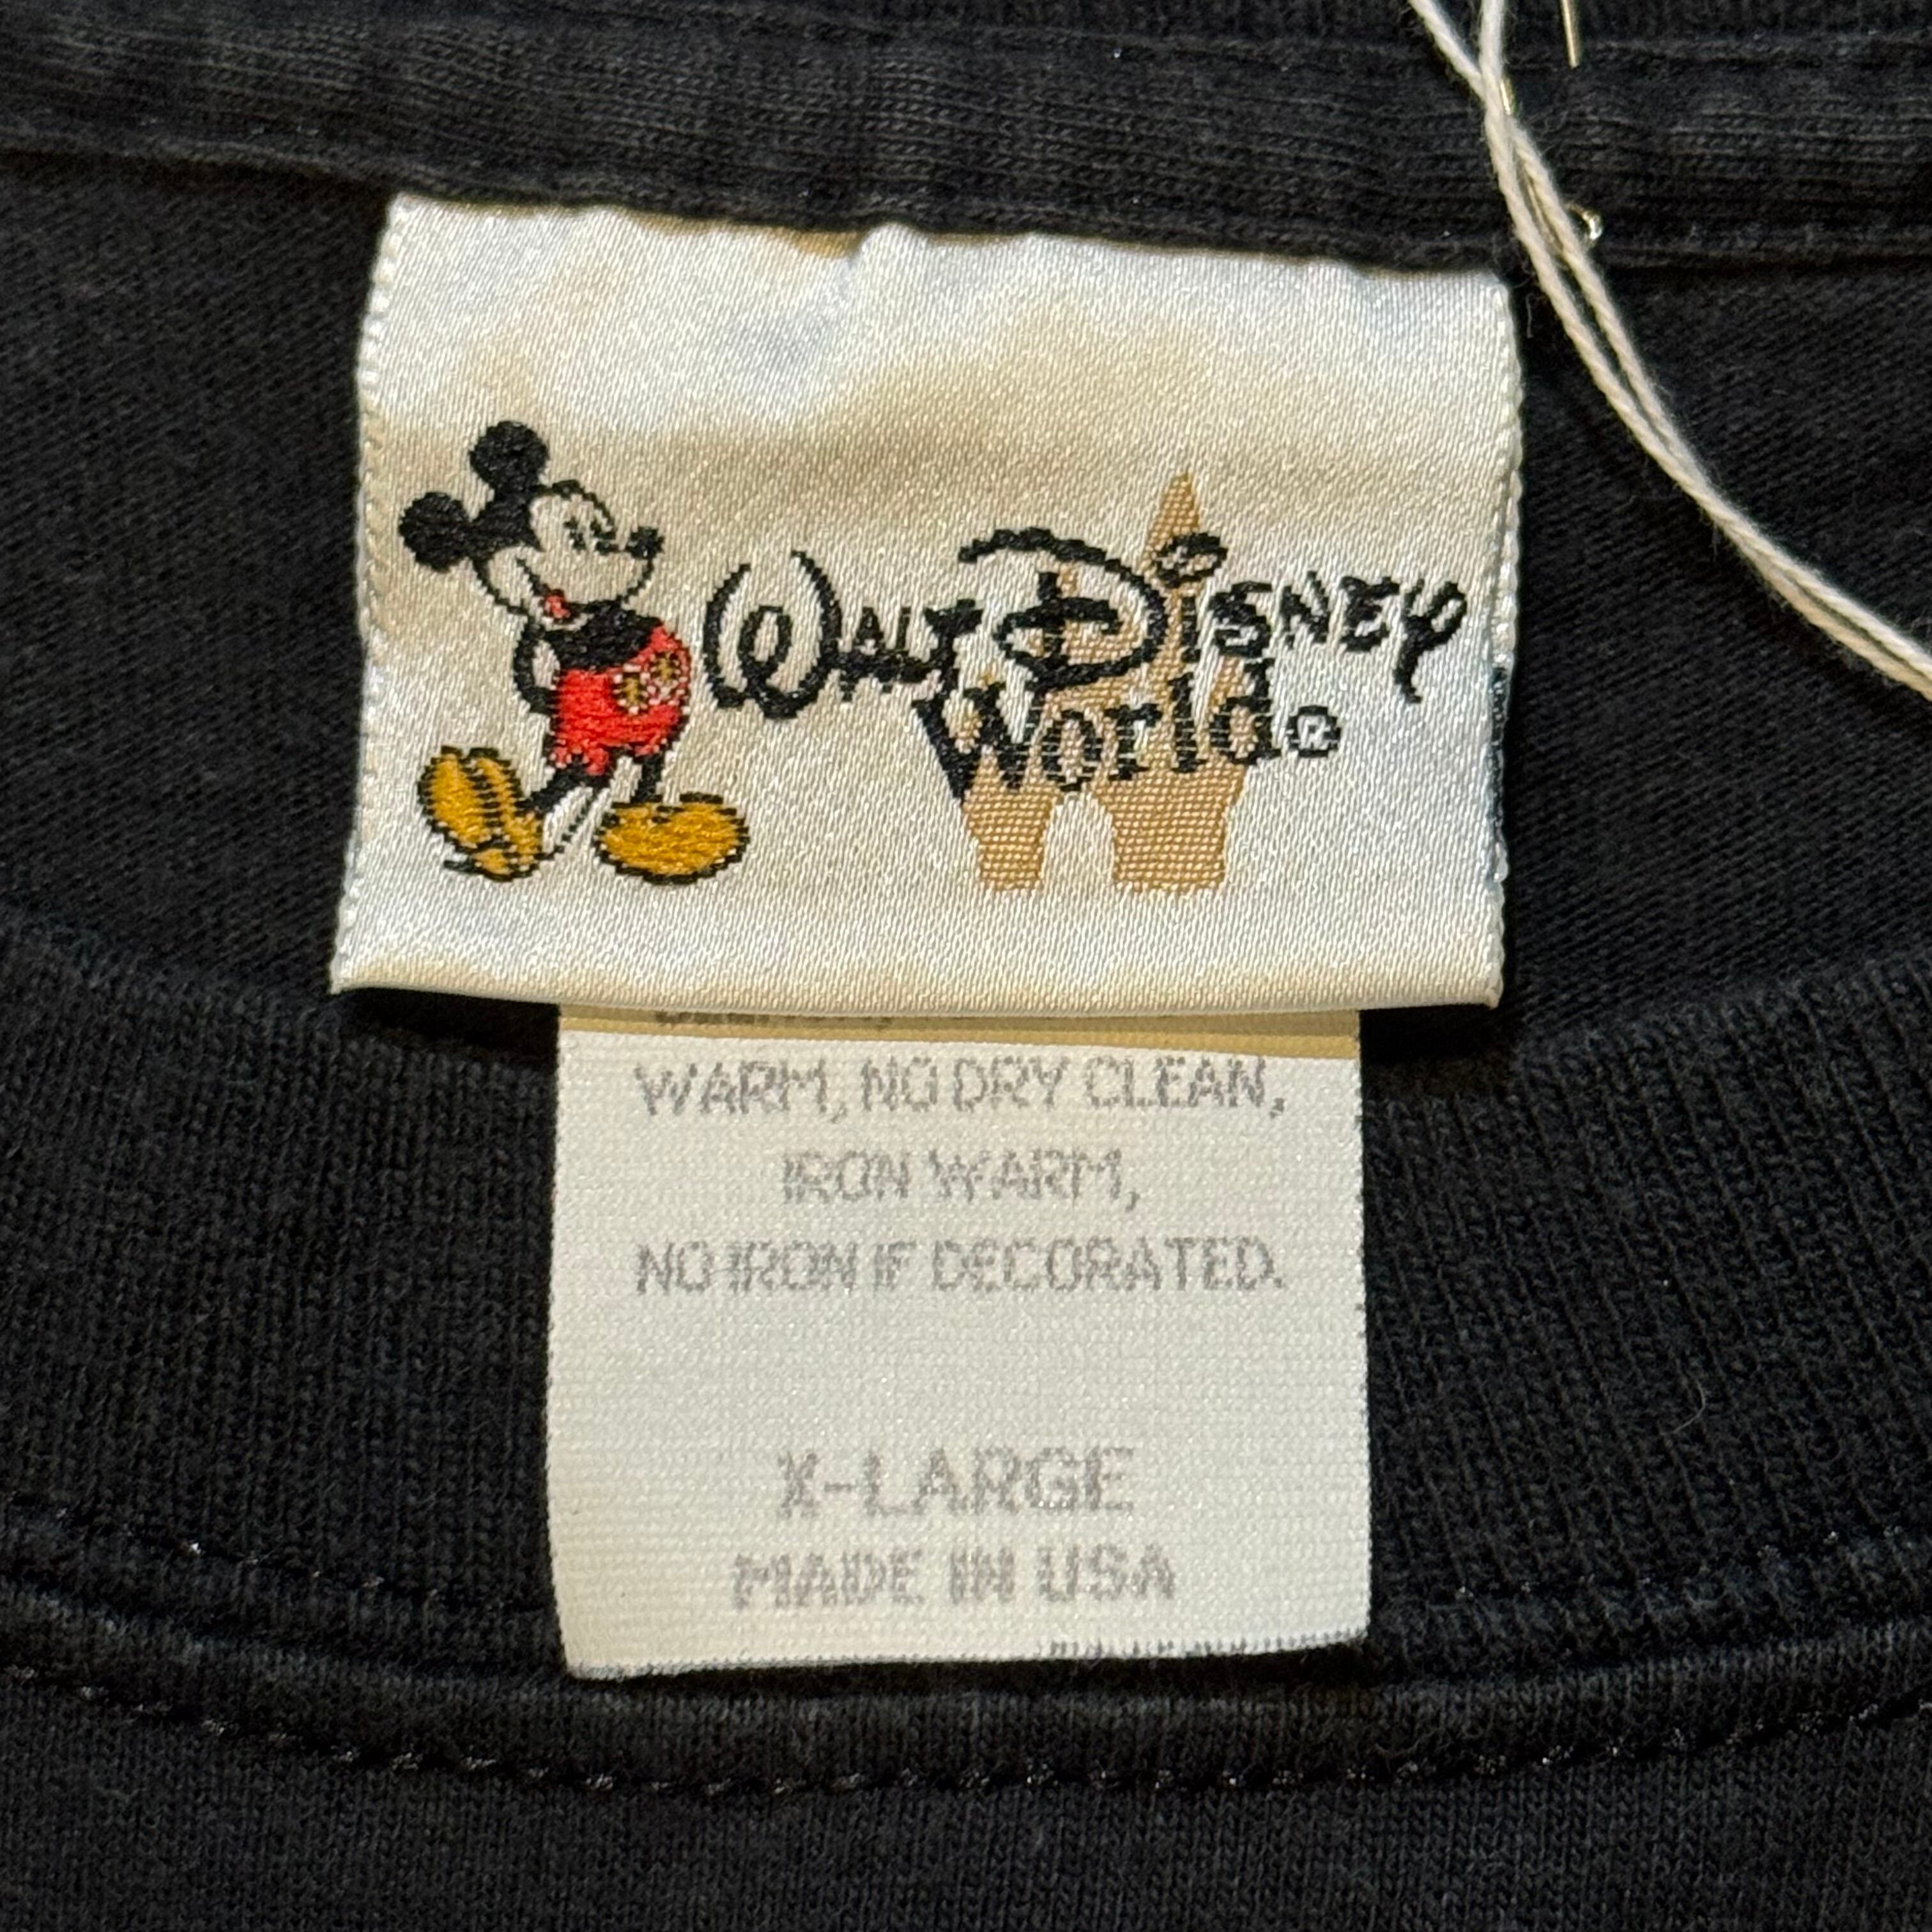 WALT DISNEY
World®
WARM, NO DRY CLEAN,
IRON WARM,
NO IRON IF DECORATED.
X-LARGE
MADE IN USA